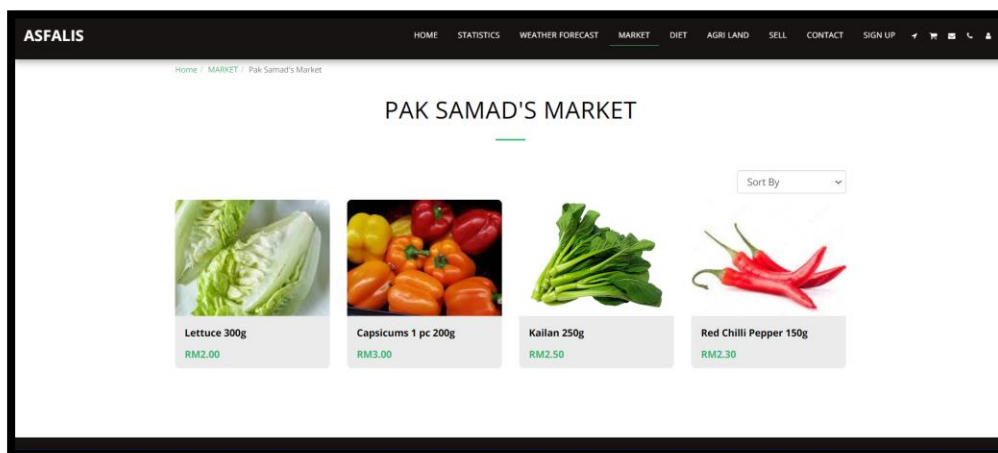 ASFALIS HOME STATISTICS WEATHER FORECAST MARKET DIET AGRI LAND SELL CONTACT SIGN UP
Home / MARKET / Pak Samad's Market
PAK SAMAD'S MARKET
Sort By
Lettuce 300g
RM2.00
Capsicums 1 pc 200g
RM3.00
Kailan 250g
RM2.50
Red Chilli Pepper 150g
RM2.30